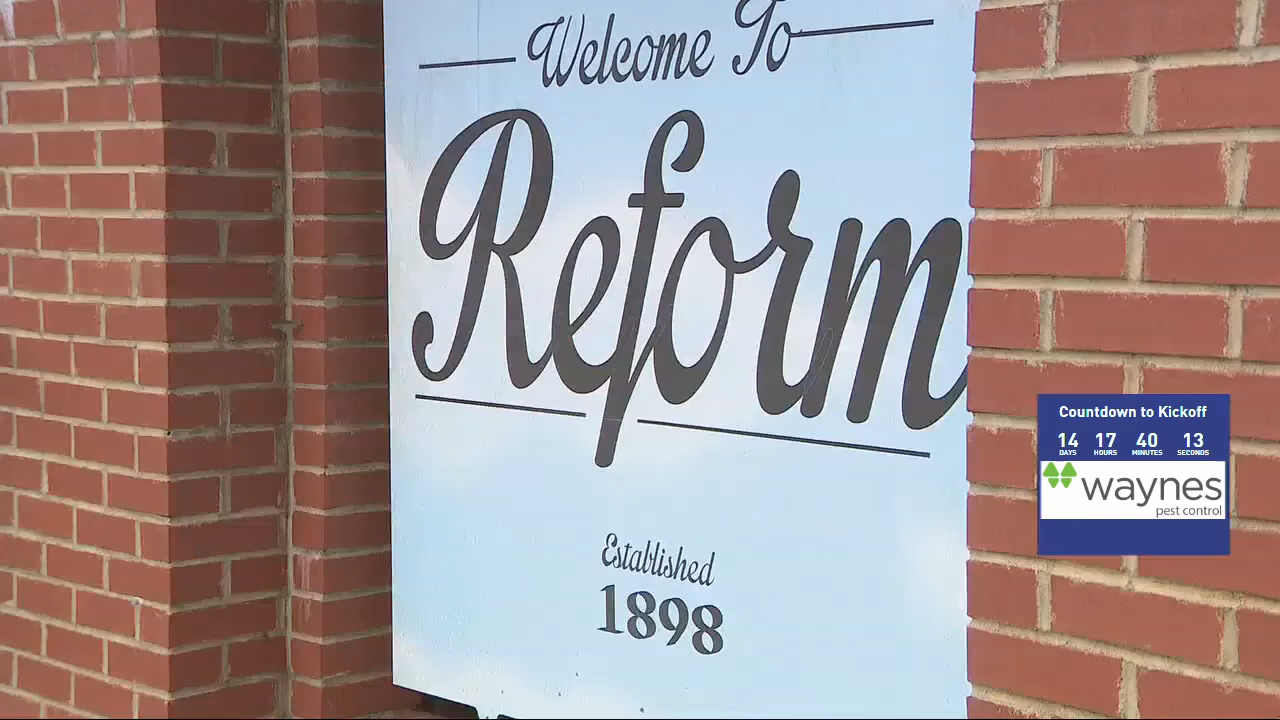 Welcome To
Reform
Established
1898
Countdown to Kickoff
14 17 40 13
DAYS HOURS MINUTES SECONDS
waynes
pest control